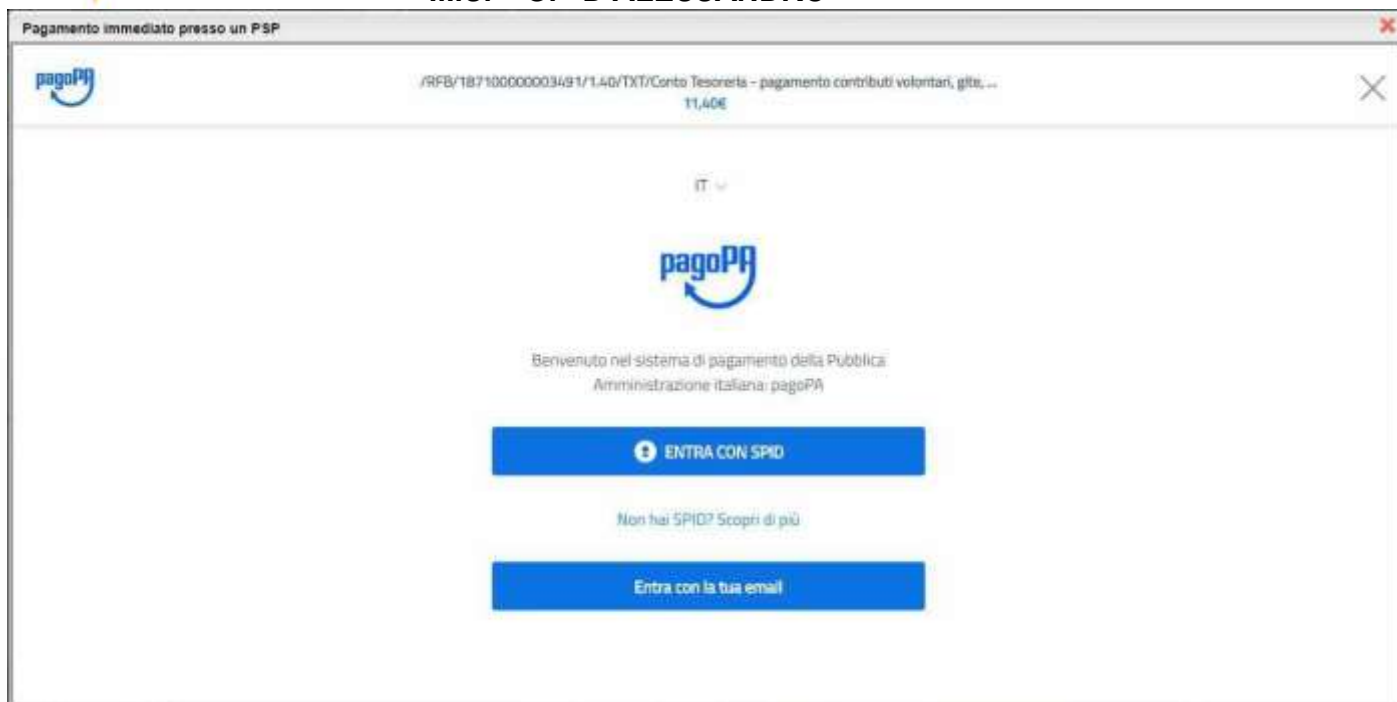 Pagamento immediato presso un PSP
pagoPA
/RFB/187100000003491/1.40/TXT/Conto Tesoreria - pagamento contributi volontari, gite, ...
11,40€
IT
pagoPA
Benvenuto nel sistema di pagamento della Pubblica
Amministrazione italiana: pagoPA
ENTRA CON SPID
Non hai SPID? Scopri di più
Entra con la tua email